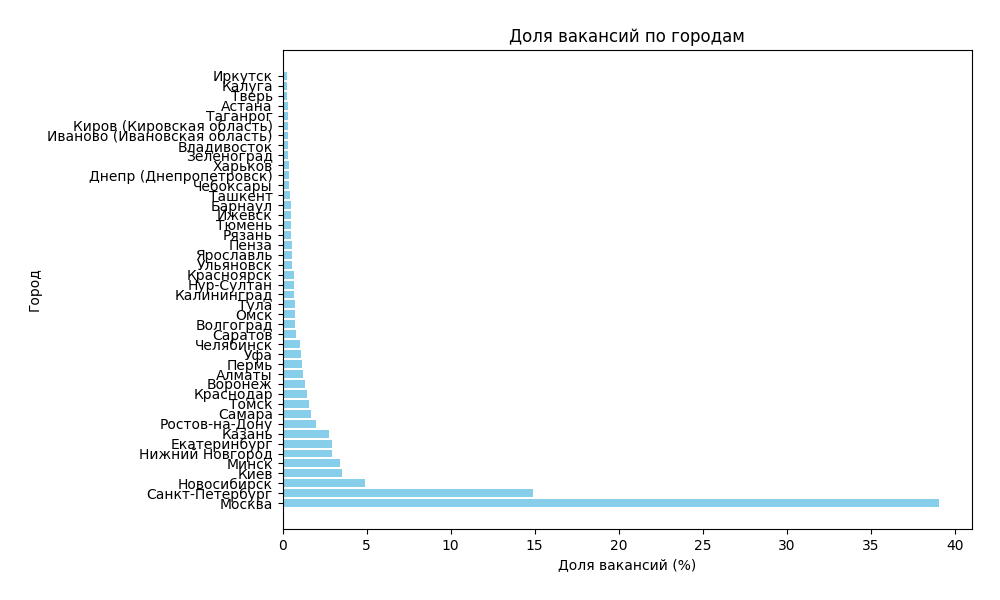 Доля вакансий по городам
Иркутск
Калуга
Тверь
Астана
Таганрог
Киров (Кировская область)
Иваново (Ивановская область)
Владивосток
Зеленоград
Харьков
Днепр (Днепропетровск)
Чебоксары
Ташкент
Барнаул
Ижевск
Тюмень
Рязань
Пенза
Ярославль
Ульяновск
Красноярск
Нур-Султан
Калининград
Тула
Омск
Волгоград
Саратов
Челябинск
Уфа
Пермь
Алматы
Воронеж
Краснодар
Томск
Самара
Ростов-на-Дону
Казань
Екатеринбург
Нижний Новгород
Минск
Киев
Новосибирск
Санкт-Петербург
Москва
Город
0 5 10 15 20 25 30 35 40
Доля вакансий (%)